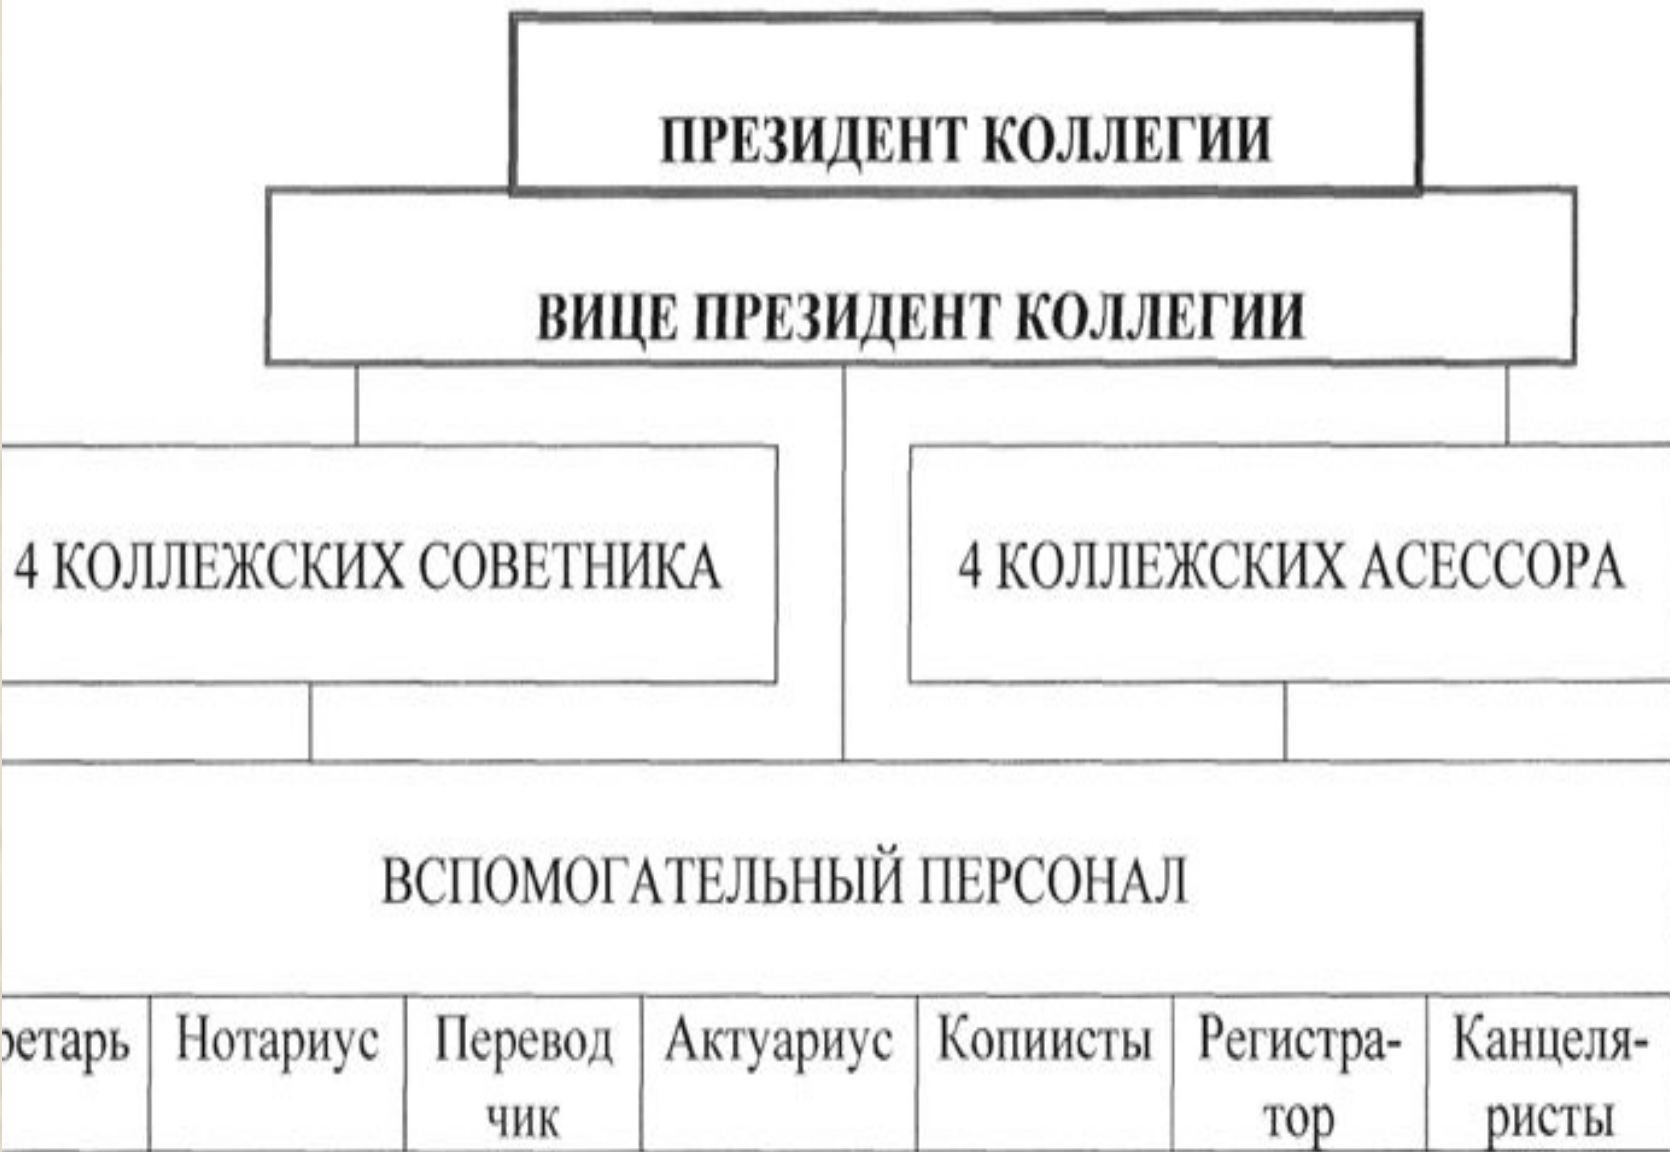 ПРЕЗИДЕНТ КОЛЛЕГИИ
ВИЦЕ ПРЕЗИДЕНТ КОЛЛЕГИИ
4 КОЛЛЕЖСКИХ СОВЕТНИКА
4 КОЛЛЕЖСКИХ АСЕССОРА
ВСПОМОГАТЕЛЬНЫЙ ПЕРСОНАЛ
ретарь
Нотариус
Перевод
чик
Актуариус
Копиисты
Регистра-
тор
Канцеля-
ристы